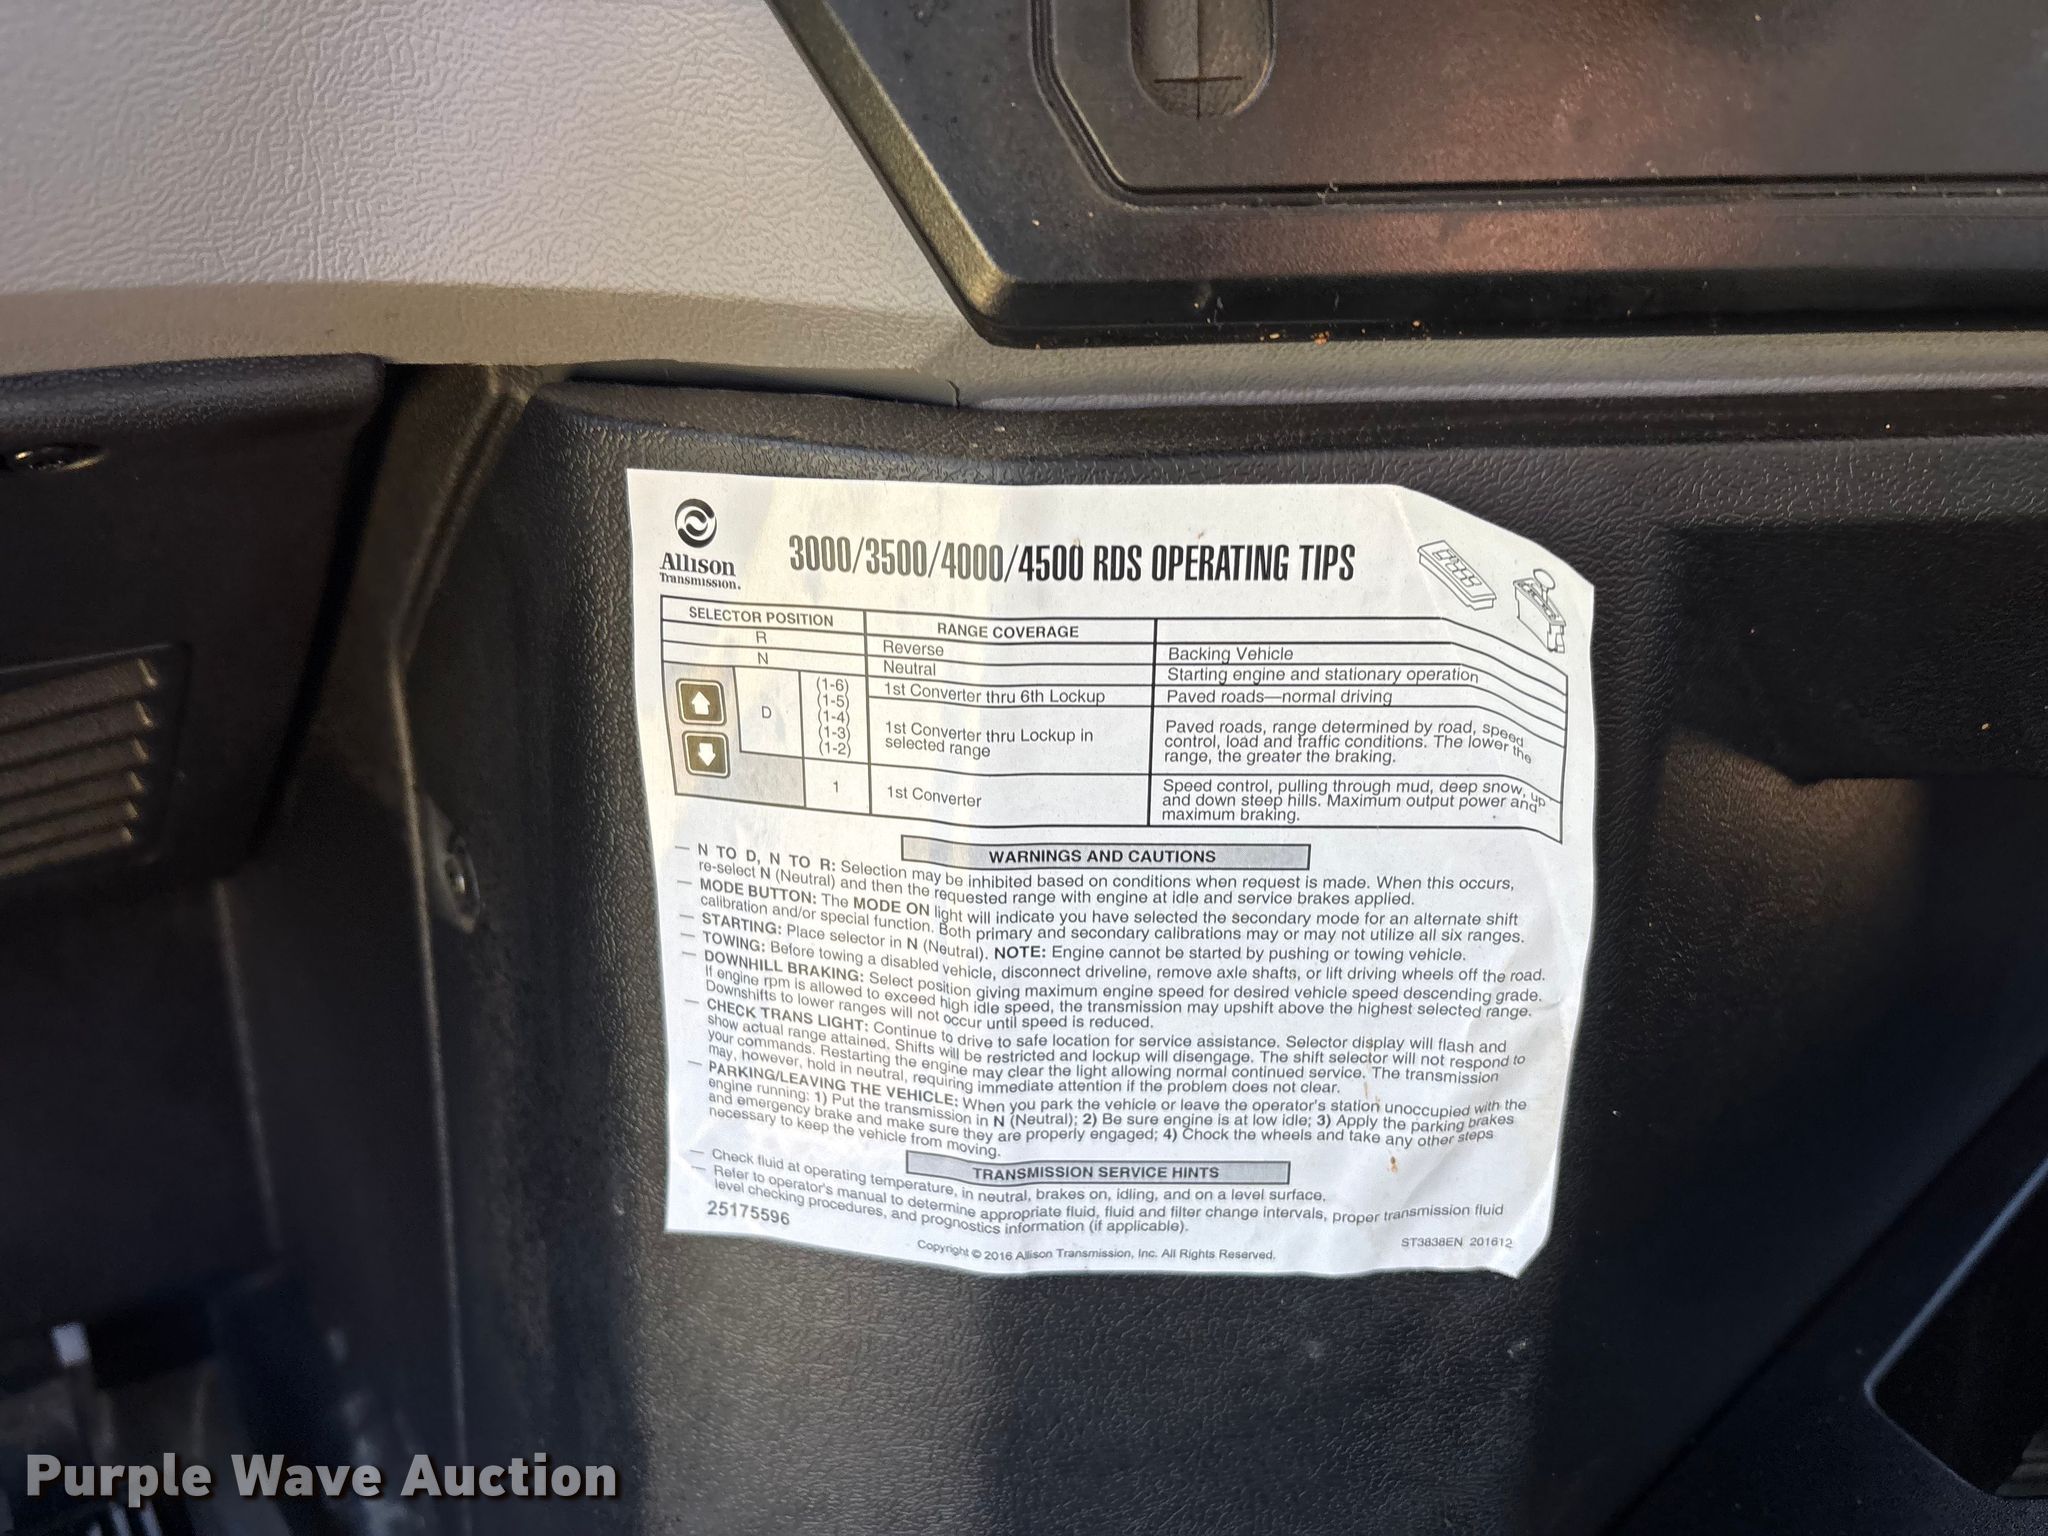 Allison
Transmission.
3000/3500/4000/4500 RDS OPERATING TIPS
SELECTOR POSITION
RANGE COVERAGE
R
Reverse
Backing Vehicle
N
Neutral
Starting engine and stationary operation
D
(1-6)
(1-5)
(1-4)
(1-3)
(1-2)
1st Converter thru 6th Lockup
Paved roads—normal driving
1st Converter thru Lockup in
selected range
Paved roads, range determined by road, speed
control, load and traffic conditions. The lower the
range, the greater the braking.
1
1st Converter
Speed control, pulling through mud, deep snow, up
and down steep hills. Maximum output power and
maximum braking.
WARNINGS AND CAUTIONS
— N TO D, N TO R: Selection may be inhibited based on conditions when request is made. When this occurs,
re-select N (Neutral) and then the requested range with engine at idle and service brakes applied.
— MODE BUTTON: The MODE ON light will indicate you have selected the secondary mode for an alternate shift
calibration and/or special function. Both primary and secondary calibrations may or may not utilize all six ranges.
— STARTING: Place selector in N (Neutral). NOTE: Engine cannot be started by pushing or towing vehicle.
— TOWING: Before towing a disabled vehicle, disconnect driveline, remove axle shafts, or lift driving wheels off the road.
— DOWNHILL BRAKING: Select position giving maximum engine speed for desired vehicle speed descending grade.
If engine rpm is allowed to exceed high idle speed, the transmission may upshift above the highest selected range.
Downshifts to lower ranges will not occur until speed is reduced.
— CHECK TRANS LIGHT: Continue to drive to safe location for service assistance. Selector display will flash and
show actual range attained. Shifts will be restricted and lockup will disengage. The shift selector will not respond to
your commands. Restarting the engine may clear the light allowing normal continued service. The transmission
may, however, hold in neutral, requiring immediate attention if the problem does not clear.
— PARKING/LEAVING THE VEHICLE: When you park the vehicle or leave the operator's station unoccupied with the
engine running: 1) Put the transmission in N (Neutral); 2) Be sure engine is at low idle; 3) Apply the parking brakes
and emergency brake and make sure they are properly engaged; 4) Chock the wheels and take any other steps
necessary to keep the vehicle from moving.
TRANSMISSION SERVICE HINTS
— Check fluid at operating temperature, in neutral, brakes on, idling, and on a level surface.
— Refer to operator's manual to determine appropriate fluid, fluid and filter change intervals, proper transmission fluid
level checking procedures, and prognostics information (if applicable).
25175596
ST3838EN 201612
Copyright © 2016 Allison Transmission, Inc. All Rights Reserved.
Purple Wave Auction